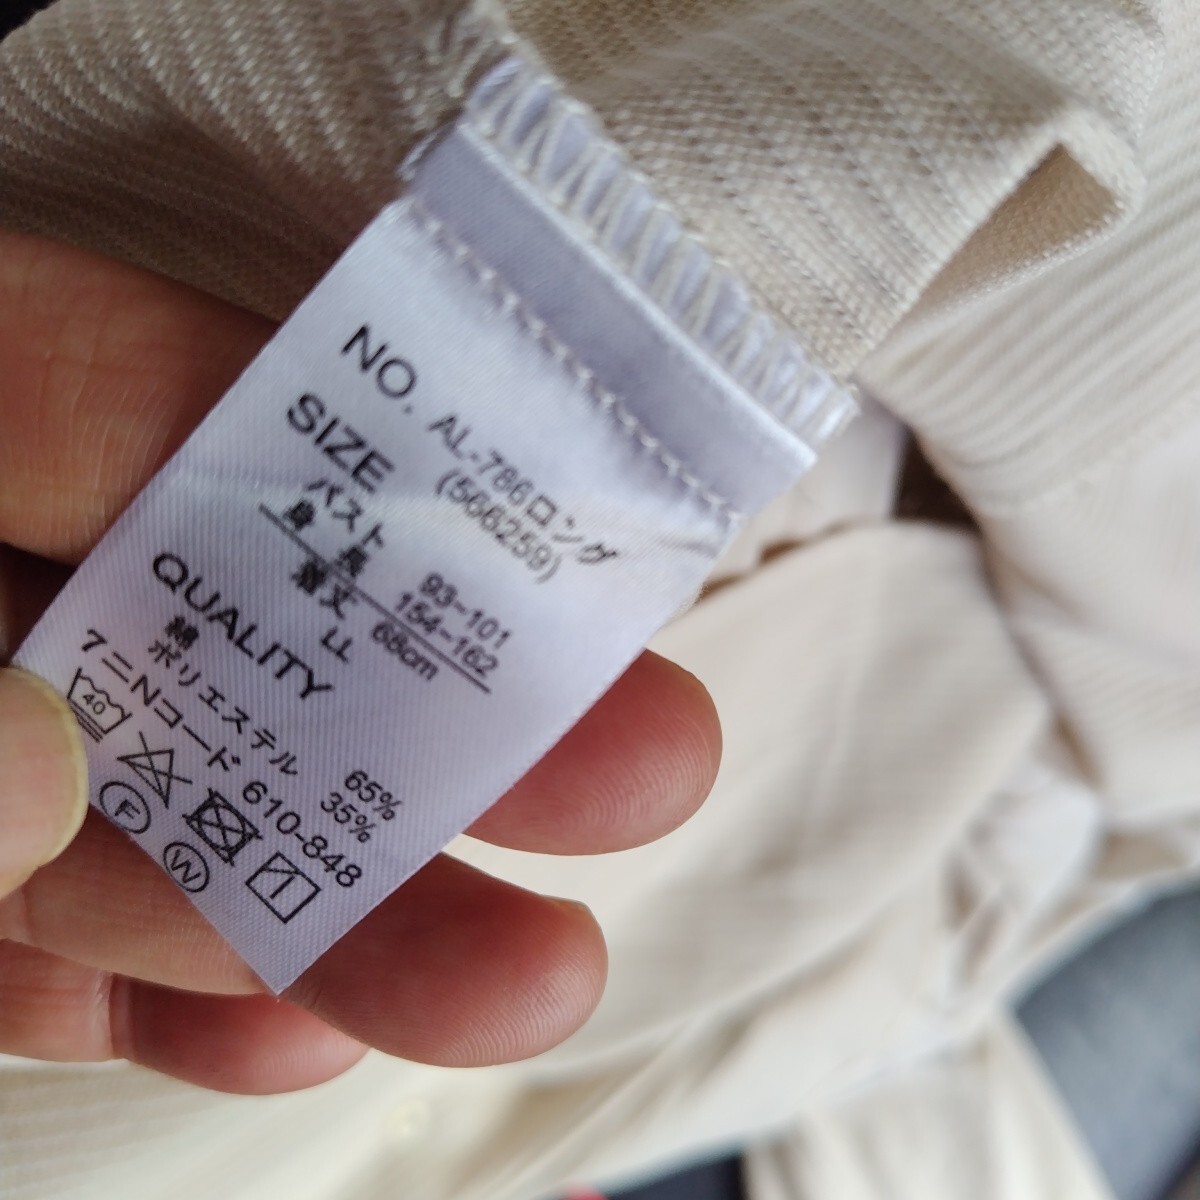 NO. AL-786ロング
(566259)
SIZE LL
バスト 93~101
身長 154~162
着丈 68cm
QUALITY
綿 65%
ポリエステル 35%
7ニNコード 610-848
40
F W